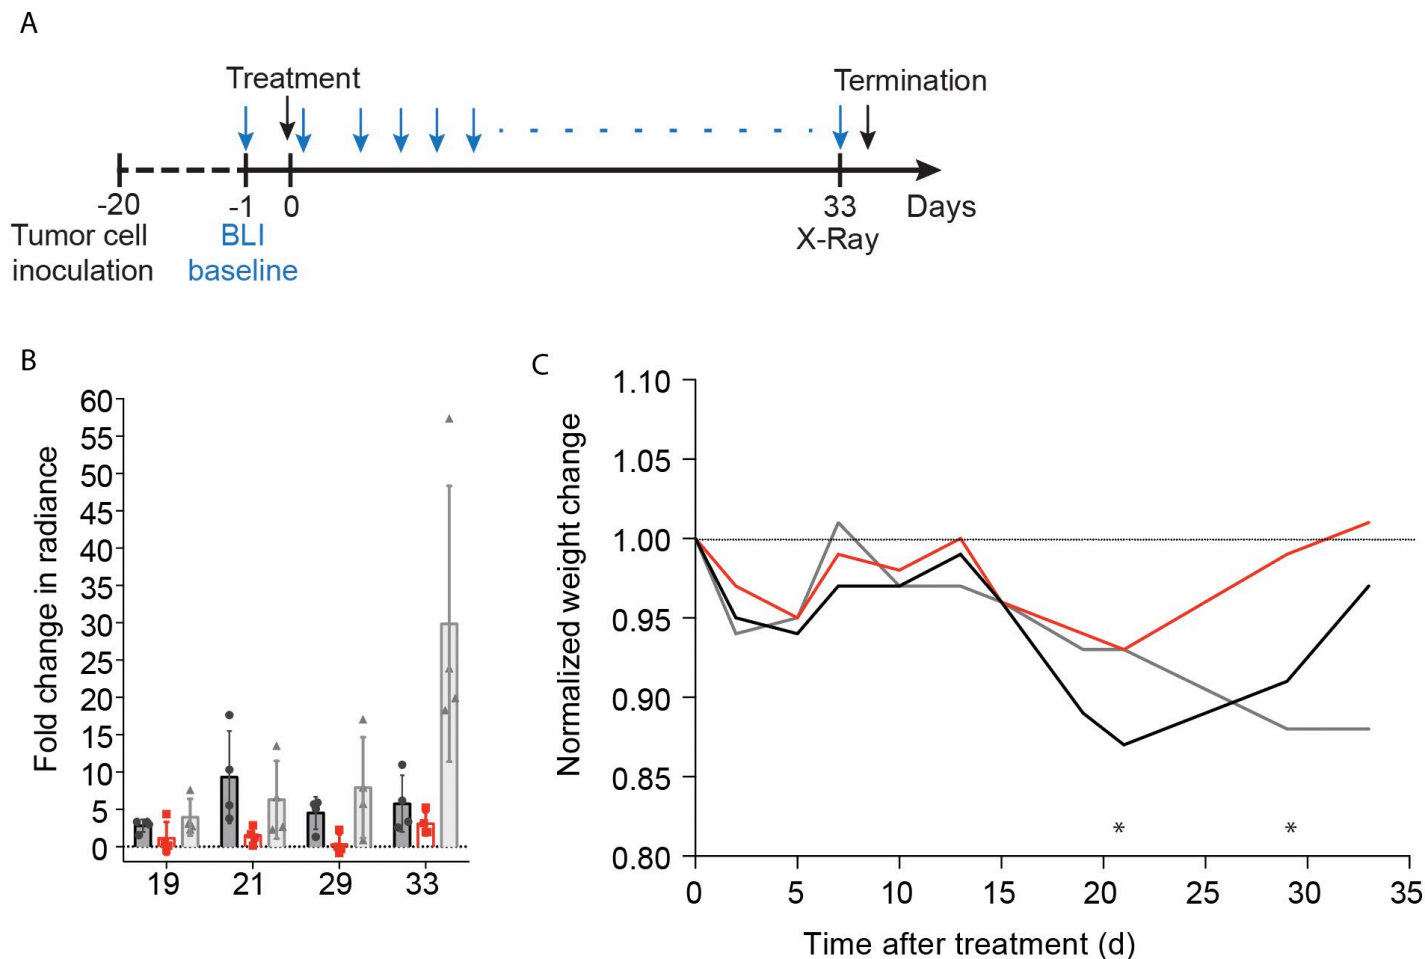 A
Treatment
Termination
-20
-1
0
33
Days
Tumor cell
inoculation
BLI
baseline
X-Ray
B
Fold change in radiance
60
55
50
45
40
35
30
25
20
15
10
5
0
19
21
29
33
C
Normalized weight change
1.10
1.05
1.00
0.95
0.90
0.85
0.80
*
*
0
5
10
15
20
25
30
35
Time after treatment (d)